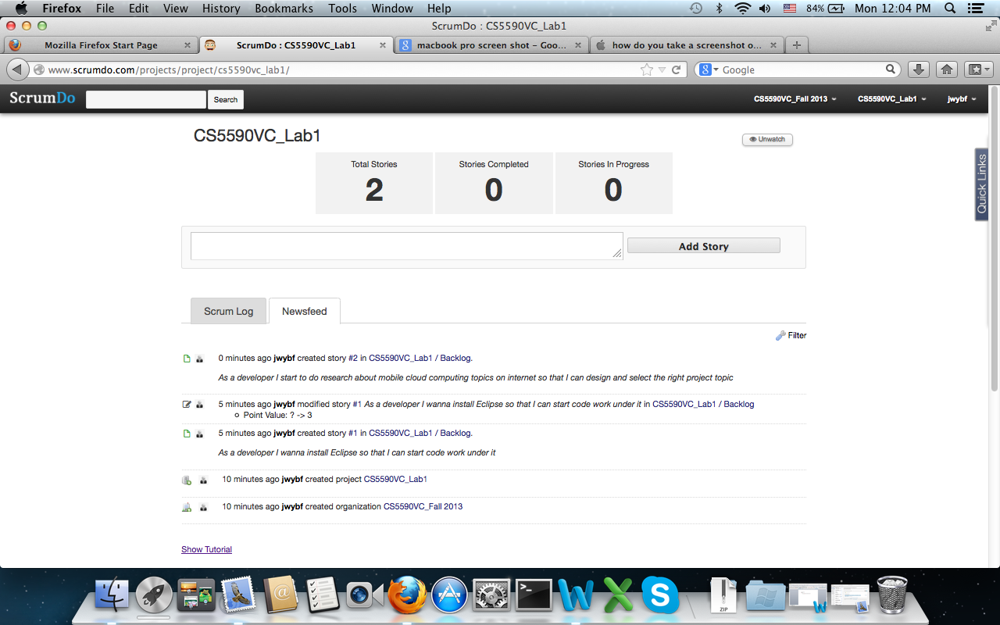 Firefox File Edit View History Bookmarks Tools Window Help 84% Mon 12:04 PM
ScrumDo : CS5590VC_Lab1
Mozilla Firefox Start Page ScrumDo : CS5590VC_Lab1 macbook pro screen shot - Goo... how do you take a screenshot o...
www.scrumdo.com/projects/project/cs5590vc_lab1/ Google
ScrumDo Search CS5590VC_Fall 2013 CS5590VC_Lab1 jwybf
CS5590VC_Lab1
Unwatch
Quick Links
Total Stories Stories Completed Stories In Progress
2 0 0
Add Story
Scrum Log Newsfeed
Filter
0 minutes ago jwybf created story #2 in CS5590VC_Lab1 / Backlog.
As a developer I start to do research about mobile cloud computing topics on internet so that I can design and select the right project topic
5 minutes ago jwybf modified story #1 As a developer I wanna install Eclipse so that I can start code work under it in CS5590VC_Lab1 / Backlog
Point Value: ? -> 3
5 minutes ago jwybf created story #1 in CS5590VC_Lab1 / Backlog.
As a developer I wanna install Eclipse so that I can start code work under it
10 minutes ago jwybf created project CS5590VC_Lab1
10 minutes ago jwybf created organization CS5590VC_Fall 2013
Show Tutorial
ZIP